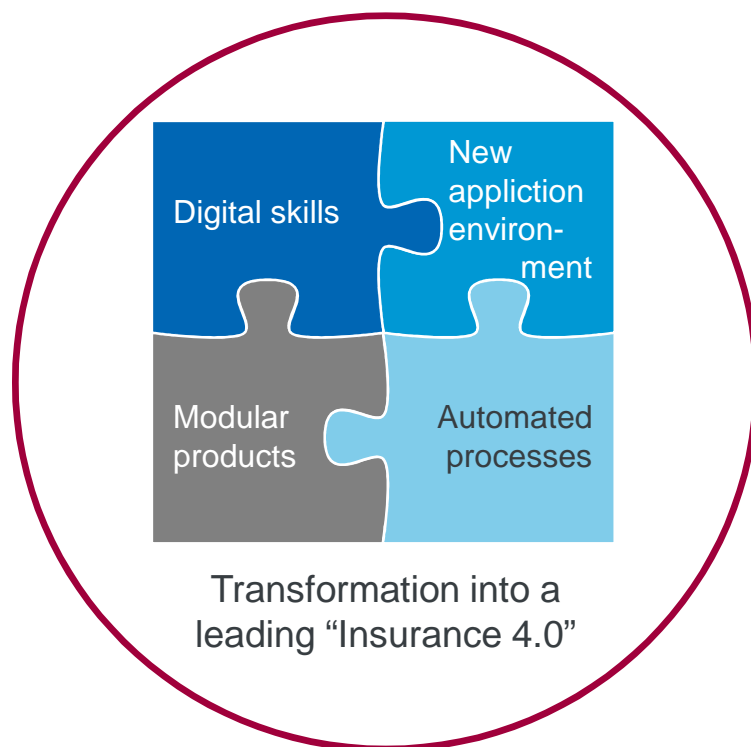 Digital skills
New
appliction
environ-
ment
Modular
products
Automated
processes
Transformation into a
leading “Insurance 4.0”